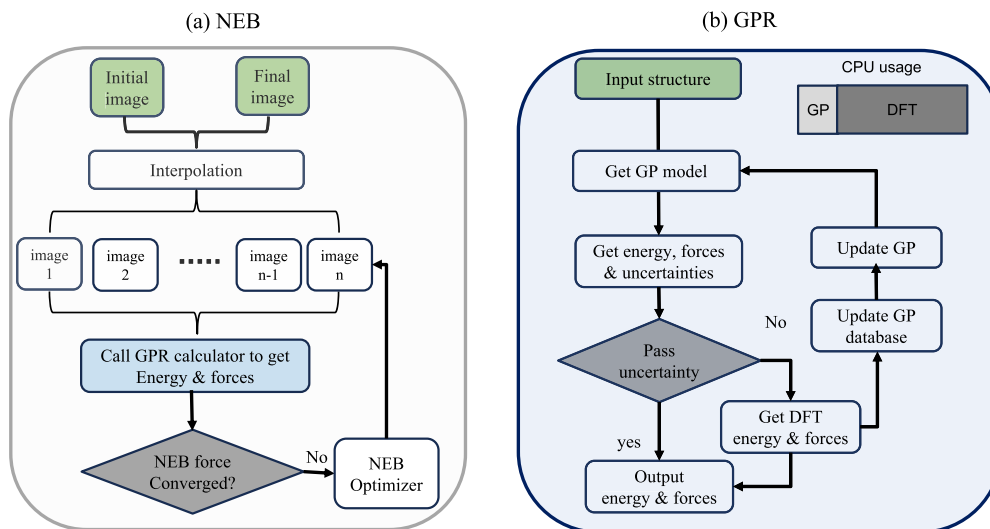 (a) NEB
Initial
image
Final
image
Interpolation
image
1
image
2
.....
image
n-1
image
n
Call GPR calculator to get
Energy & forces
NEB force
Converged?
No
NEB
Optimizer
(b) GPR
Input structure
CPU usage
GP
DFT
Get GP model
Get energy, forces
& uncertainties
Update GP
Update GP
database
Pass
uncertainty
No
Get DFT
energy & forces
yes
Output
energy & forces